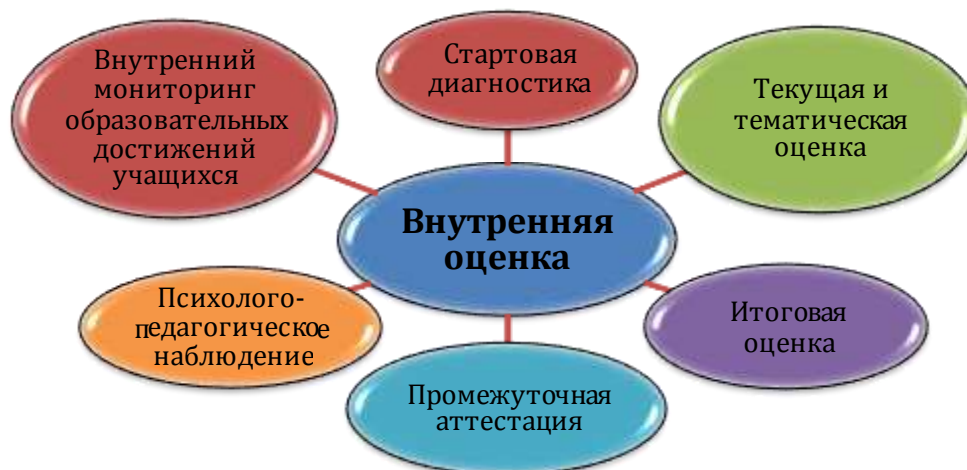 Внутренний
мониторинг
образовательных
достижений
учащихся
Стартовая
диагностика
Текущая и
тематическая
оценка
Внутренняя
оценка
Психолого-
педагогическое
наблюдение
Итоговая
оценка
Промежуточная
аттестация